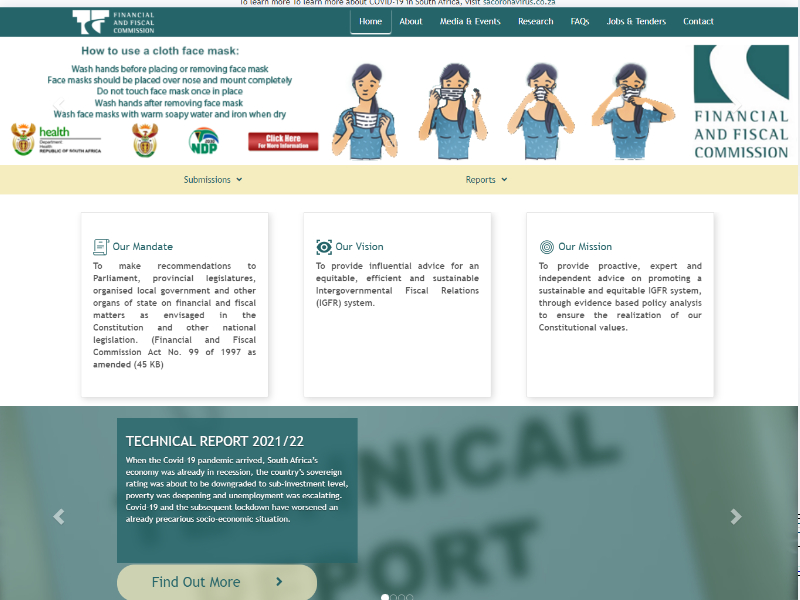 To learn more To learn more about COVID-19 in South Africa, visit sacoronavirus.co.za
FINANCIAL
AND FISCAL
COMMISSION
Home About Media & Events Research FAQs Jobs & Tenders Contact
How to use a cloth face mask:
Wash hands before placing or removing face mask
Face masks should be placed over nose and mount completely
Do not touch face mask once in place
Wash hands after removing face mask
Wash face masks with warm soapy water and iron when dry
health
Department:
Health
REPUBLIC OF SOUTH AFRICA
NDP
Click Here
For More Information
FINANCIAL
AND FISCAL
COMMISSION
Submissions
Reports
Our Mandate
To make recommendations to
Parliament, provincial legislatures,
organised local government and other
organs of state on financial and fiscal
matters as envisaged in the
Constitution and other national
legislation. (Financial and Fiscal
Commission Act No. 99 of 1997 as
amended (45 KB)
Our Vision
To provide influential advice for an
equitable, efficient and sustainable
Intergovernmental Fiscal Relations
(IGFR) system.
Our Mission
To provide proactive, expert and
independent advice on promoting a
sustainable and equitable IGFR system,
through evidence based policy analysis
to ensure the realization of our
Constitutional values.
TECHNICAL REPORT 2021/22
When the Covid-19 pandemic arrived, South Africa's
economy was already in recession, the country's sovereign
rating was about to be downgraded to sub-investment level,
poverty was deepening and unemployment was escalating.
Covid-19 and the subsequent lockdown have worsened an
already precarious socio-economic situation.
Find Out More